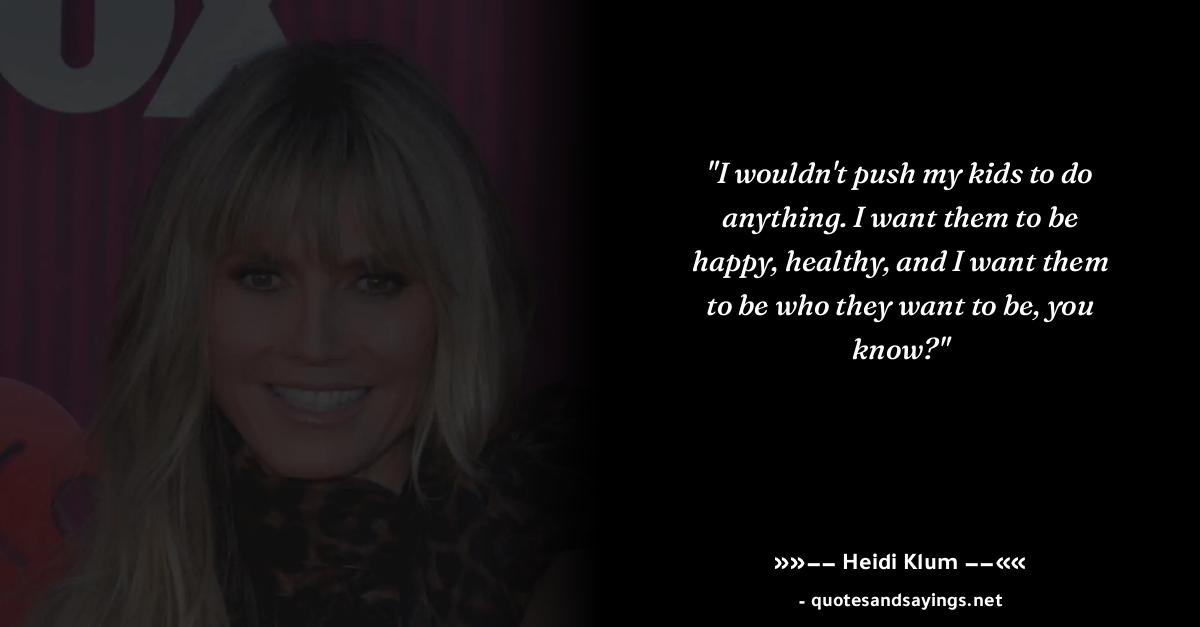 UX
"I wouldn't push my kids to do
anything. I want them to be
happy, healthy, and I want them
to be who they want to be, you
know?"
»»−− Heidi Klum −−««
- quotesandsayings.net